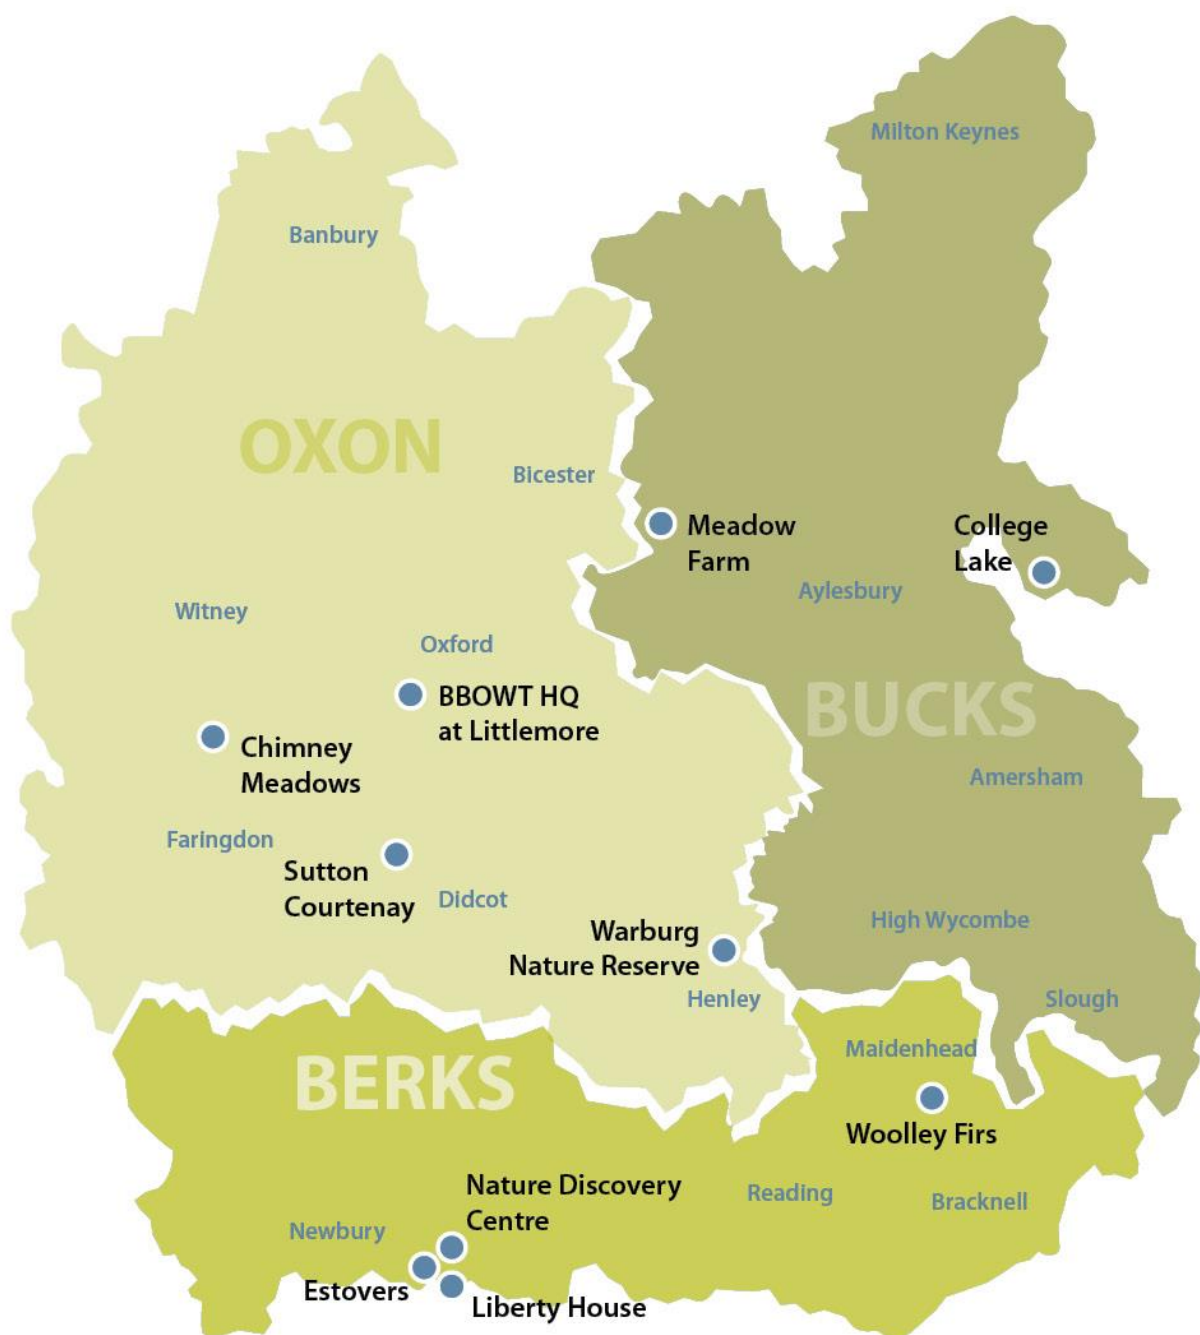 Milton Keynes
Banbury
OXON
Bicester
Meadow
Farm
College
Lake
Aylesbury
Witney
Oxford
BBOWT HQ
at Littlemore
BUCKS
Chimney
Meadows
Amersham
Faringdon
Sutton
Courtenay
Didcot
High Wycombe
Warburg
Nature Reserve
Henley
Slough
Maidenhead
BERKS
Woolley Firs
Nature Discovery
Centre
Reading
Bracknell
Newbury
Estovers
Liberty House